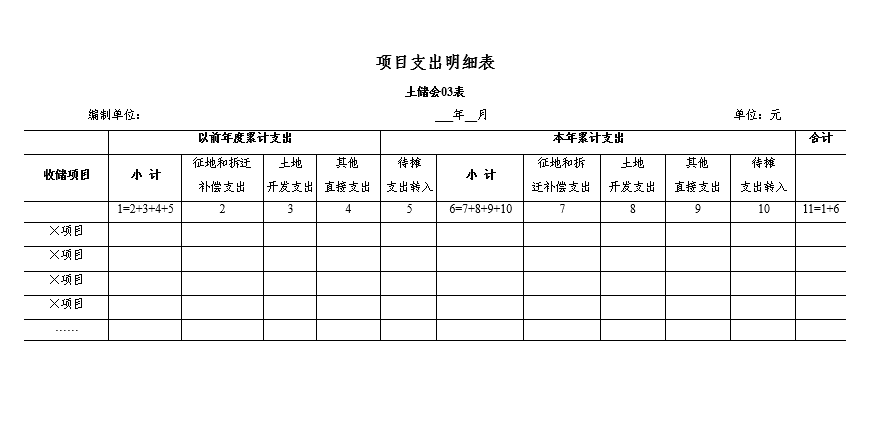 项目支出明细表
土储会03表
编制单位： ___年__月 单位：元
以前年度累计支出 本年累计支出 合计
收储项目 小 计 征地和拆迁补偿支出 土地开发支出 其他直接支出 待摊支出转入 小 计 征地和拆迁补偿支出 土地开发支出 其他直接支出 待摊支出转入
1=2+3+4+5 2 3 4 5 6=7+8+9+10 7 8 9 10 11=1+6
×项目
×项目
×项目
×项目
……